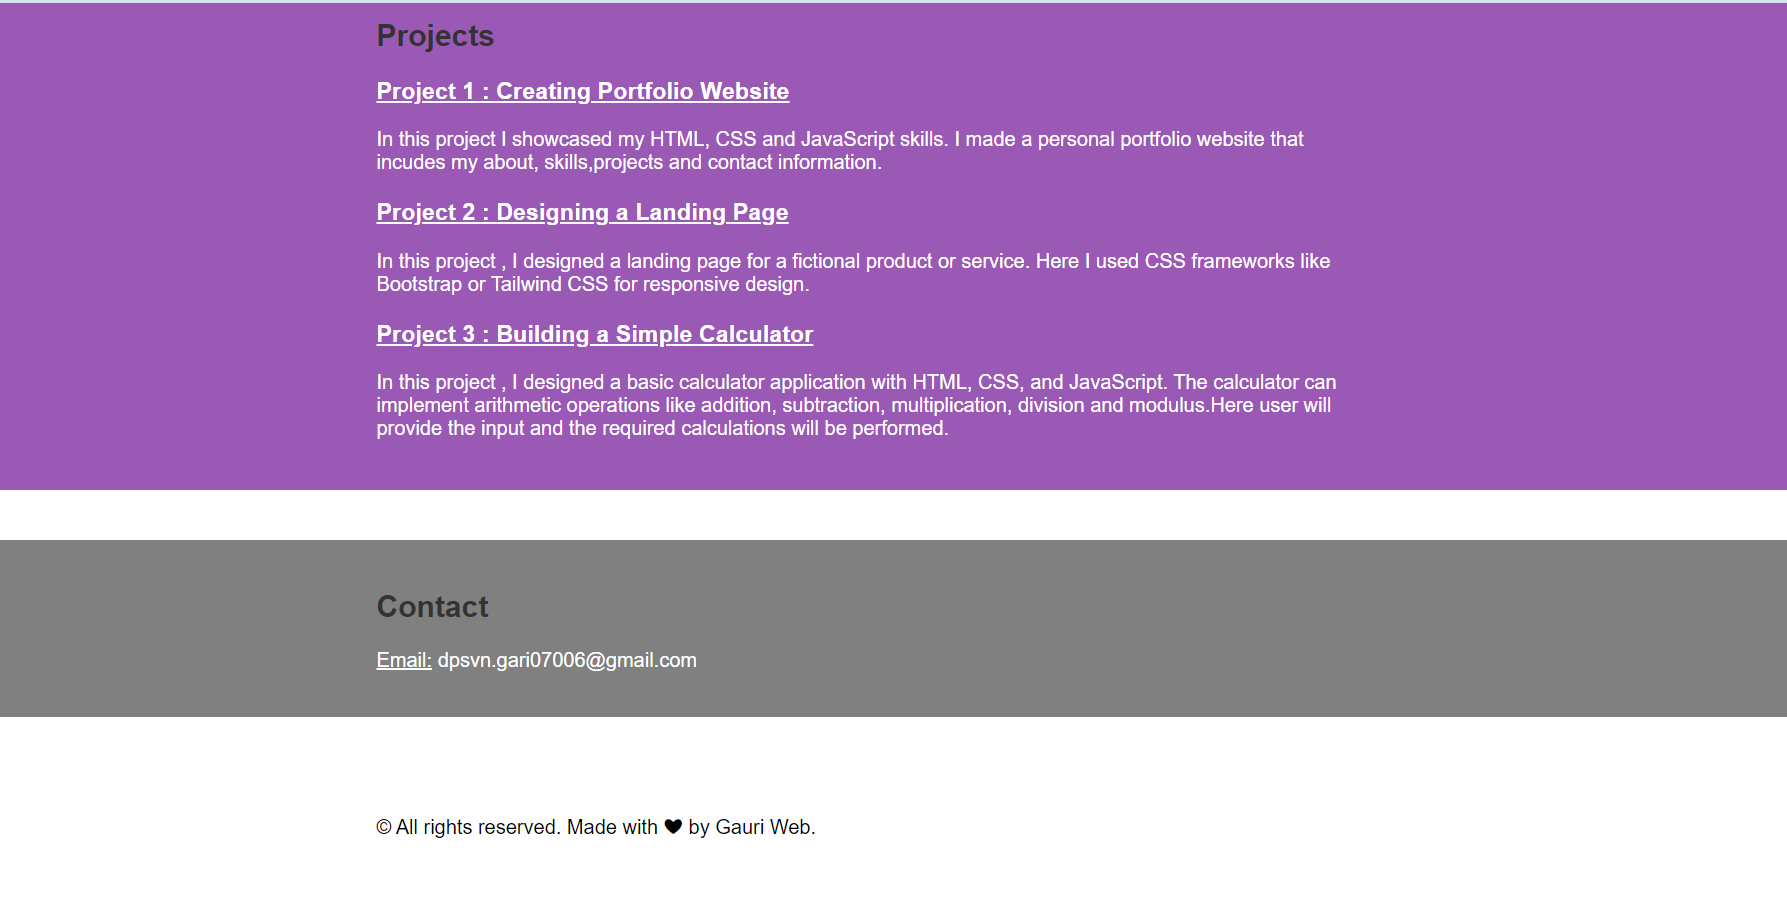 Projects
Project 1 : Creating Portfolio Website
In this project I showcased my HTML, CSS and JavaScript skills. I made a personal portfolio website that
incudes my about, skills,projects and contact information.
Project 2 : Designing a Landing Page
In this project , I designed a landing page for a fictional product or service. Here I used CSS frameworks like
Bootstrap or Tailwind CSS for responsive design.
Project 3 : Building a Simple Calculator
In this project , I designed a basic calculator application with HTML, CSS, and JavaScript. The calculator can
implement arithmetic operations like addition, subtraction, multiplication, division and modulus.Here user will
provide the input and the required calculations will be performed.
Contact
Email: dpsvn.gari07006@gmail.com
© All rights reserved. Made with ♥ by Gauri Web.